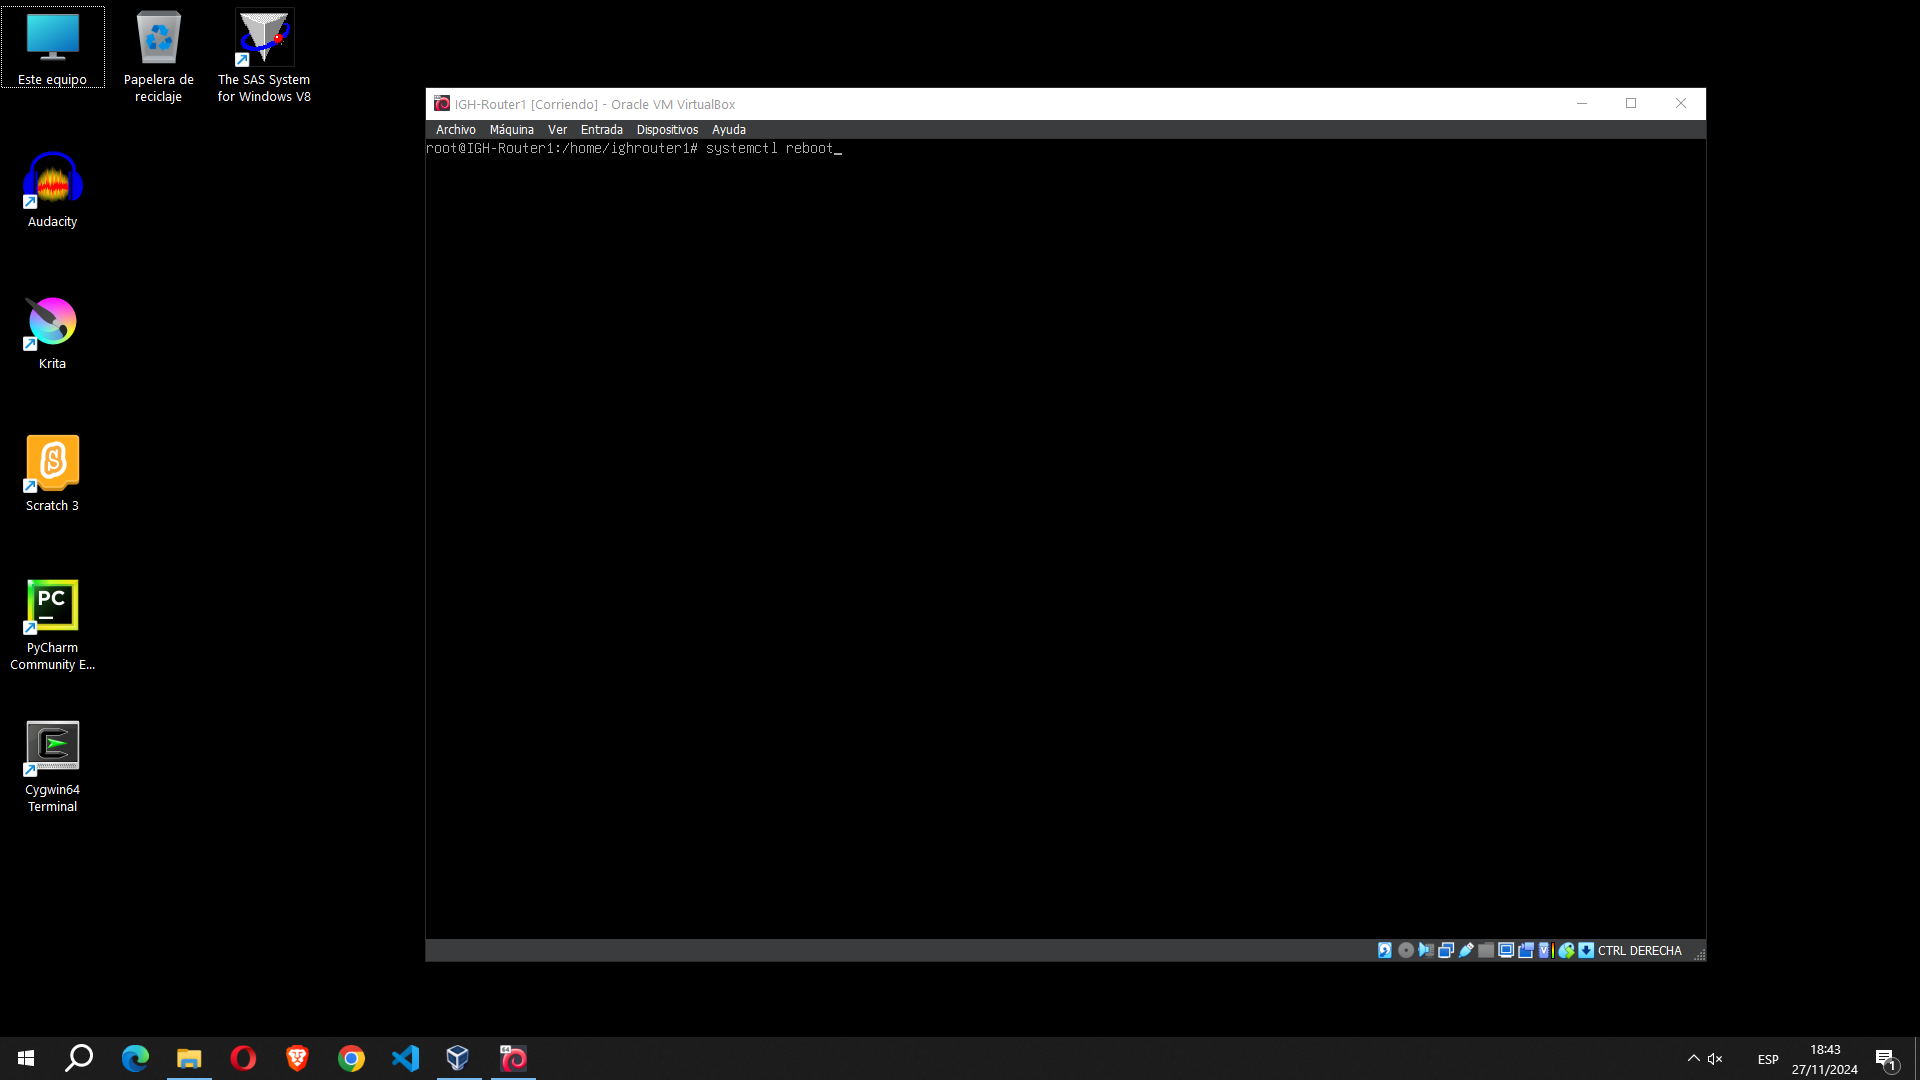 Este equipo
Papelera de
reciclaje
The SAS System
for Windows V8
Audacity
Krita
Scratch 3
PC
PyCharm
Community E...
Cygwin64
Terminal
IGH-Router1 [Corriendo] - Oracle VM VirtualBox
Archivo Máquina Ver Entrada Dispositivos Ayuda
root@IGH-Router1:/home/ighrouter1# systemctl reboot_
CTRL DERECHA
ESP
18:43
27/11/2024
1